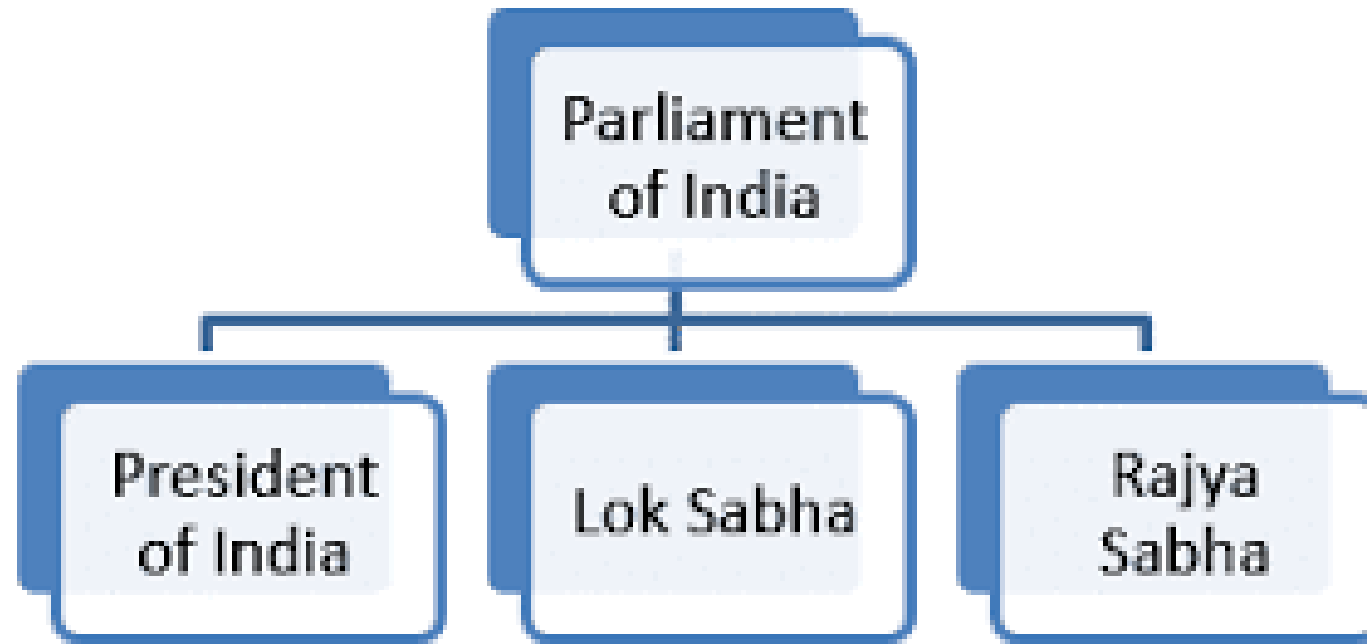 Parliament
of India
President
of India
Lok Sabha
Rajya
Sabha